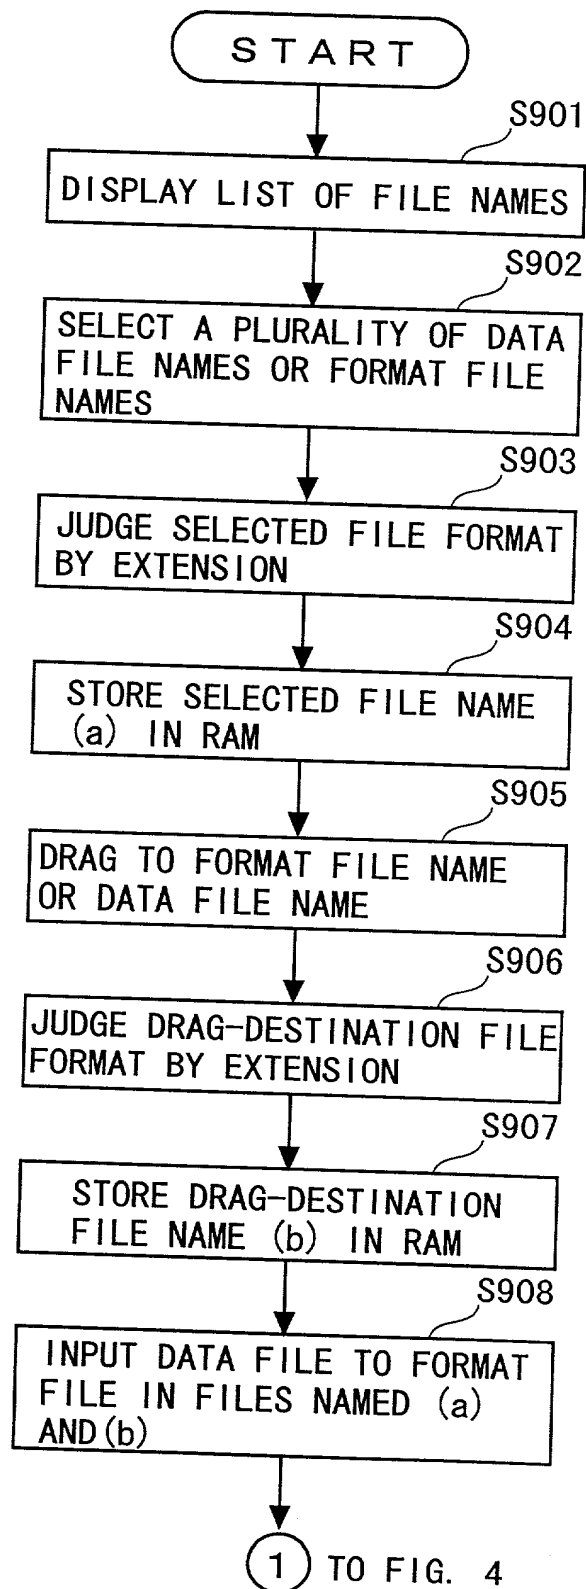 START
S901
DISPLAY LIST OF FILE NAMES
S902
SELECT A PLURALITY OF DATA
FILE NAMES OR FORMAT FILE
NAMES
S903
JUDGE SELECTED FILE FORMAT
BY EXTENSION
S904
STORE SELECTED FILE NAME
(a) IN RAM
S905
DRAG TO FORMAT FILE NAME
OR DATA FILE NAME
S906
JUDGE DRAG-DESTINATION FILE
FORMAT BY EXTENSION
S907
STORE DRAG-DESTINATION
FILE NAME (b) IN RAM
S908
INPUT DATA FILE TO FORMAT
FILE IN FILES NAMED (a)
AND(b)
1 TO FIG. 4